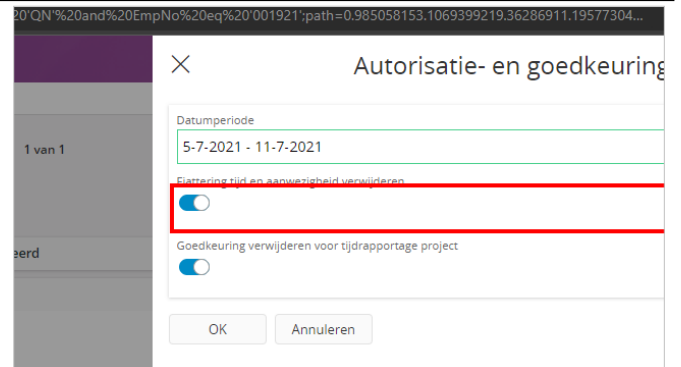 20'QN'%20and%20EmpNo%20eq%20'001921';path=0.985058153.1069399219.36286911.19577304...
Autorisatie- en goedkeuring
Datumperiode
1 van 1
5-7-2021 - 11-7-2021
Fiattering tijd en aanwezigheid verwijderen
eerd
Goedkeuring verwijderen voor tijdrapportage project
OK
Annuleren